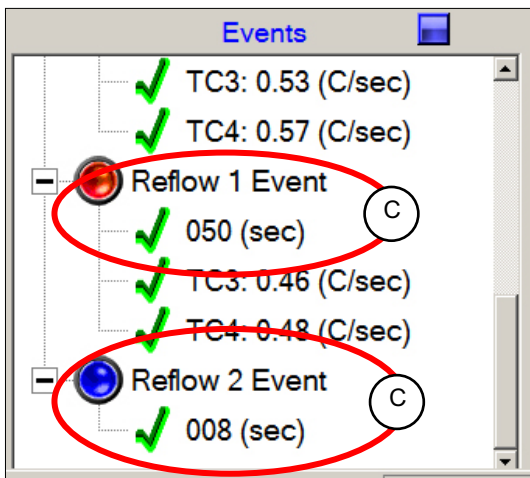 Events
TC3: 0.53 (C/sec)
TC4: 0.57 (C/sec)
Reflow 1 Event
C
050 (sec)
TC3: 0.46 (C/sec)
TC4: 0.48 (C/sec)
Reflow 2 Event
C
008 (sec)